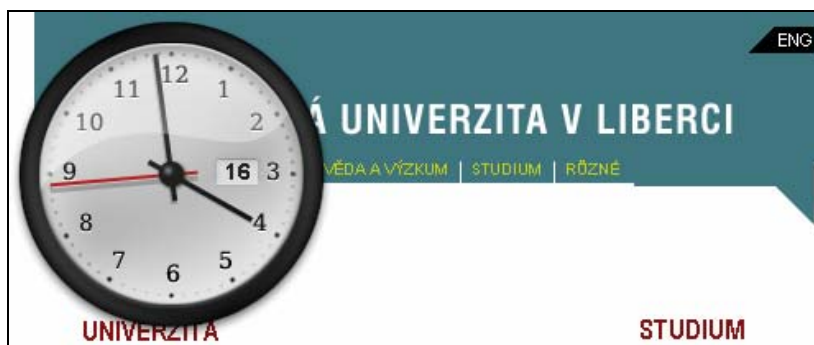 ENG
Á UNIVERZITA V LIBERCI
VĚDA A VÝZKUM | STUDIUM | RŮZNÉ
12
11 1
10 2
9 16 3
8 4
7 5
6
UNIVERZITA STUDIUM